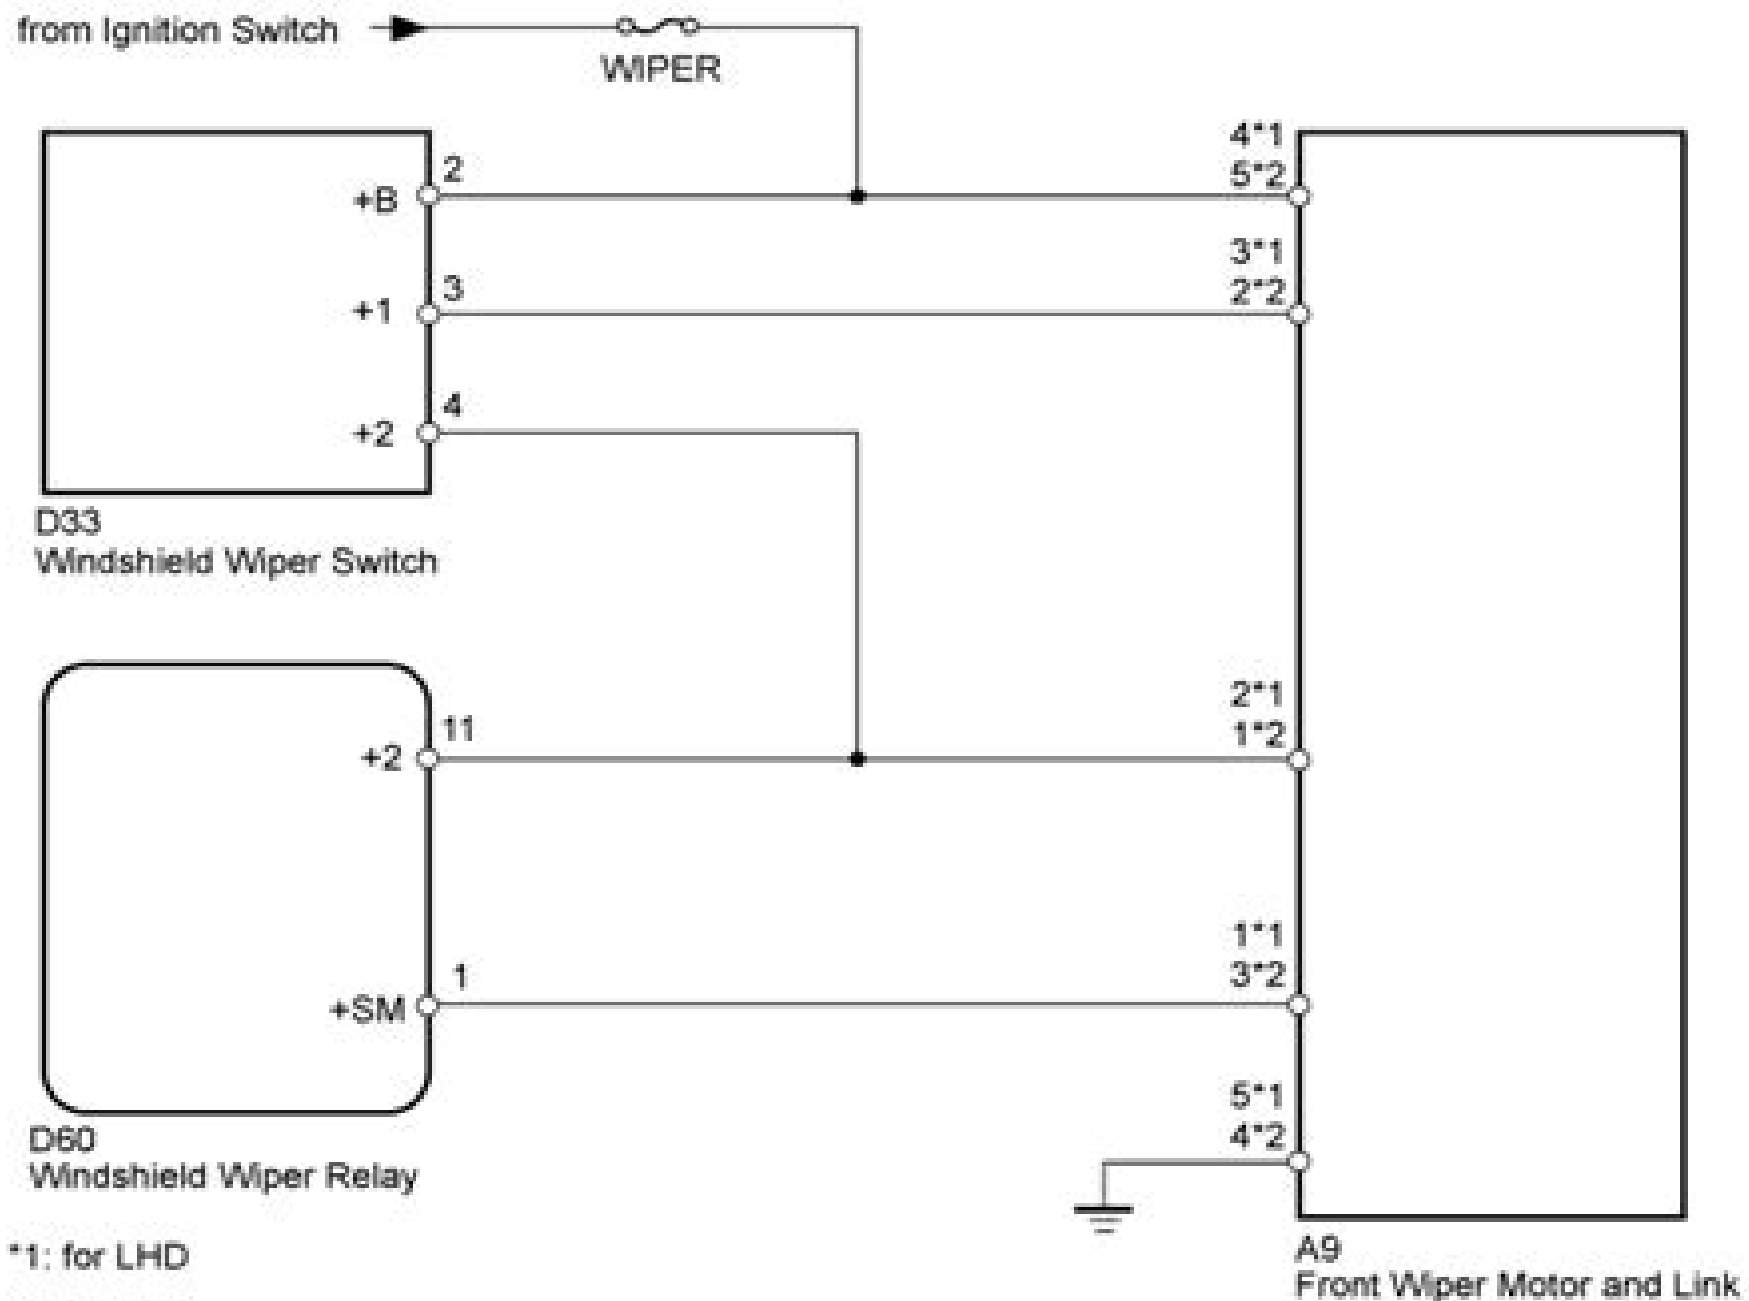 from Ignition Switch
WIPER
4*1
5*2
2
+B
3*1
2*2
3
+1
4
+2
D33
Windshield Wiper Switch
2*1
1*2
11
+2
1*1
3*2
1
+SM
5*1
4*2
D60
Windshield Wiper Relay
*1: for LHD
A9
Front Wiper Motor and Link